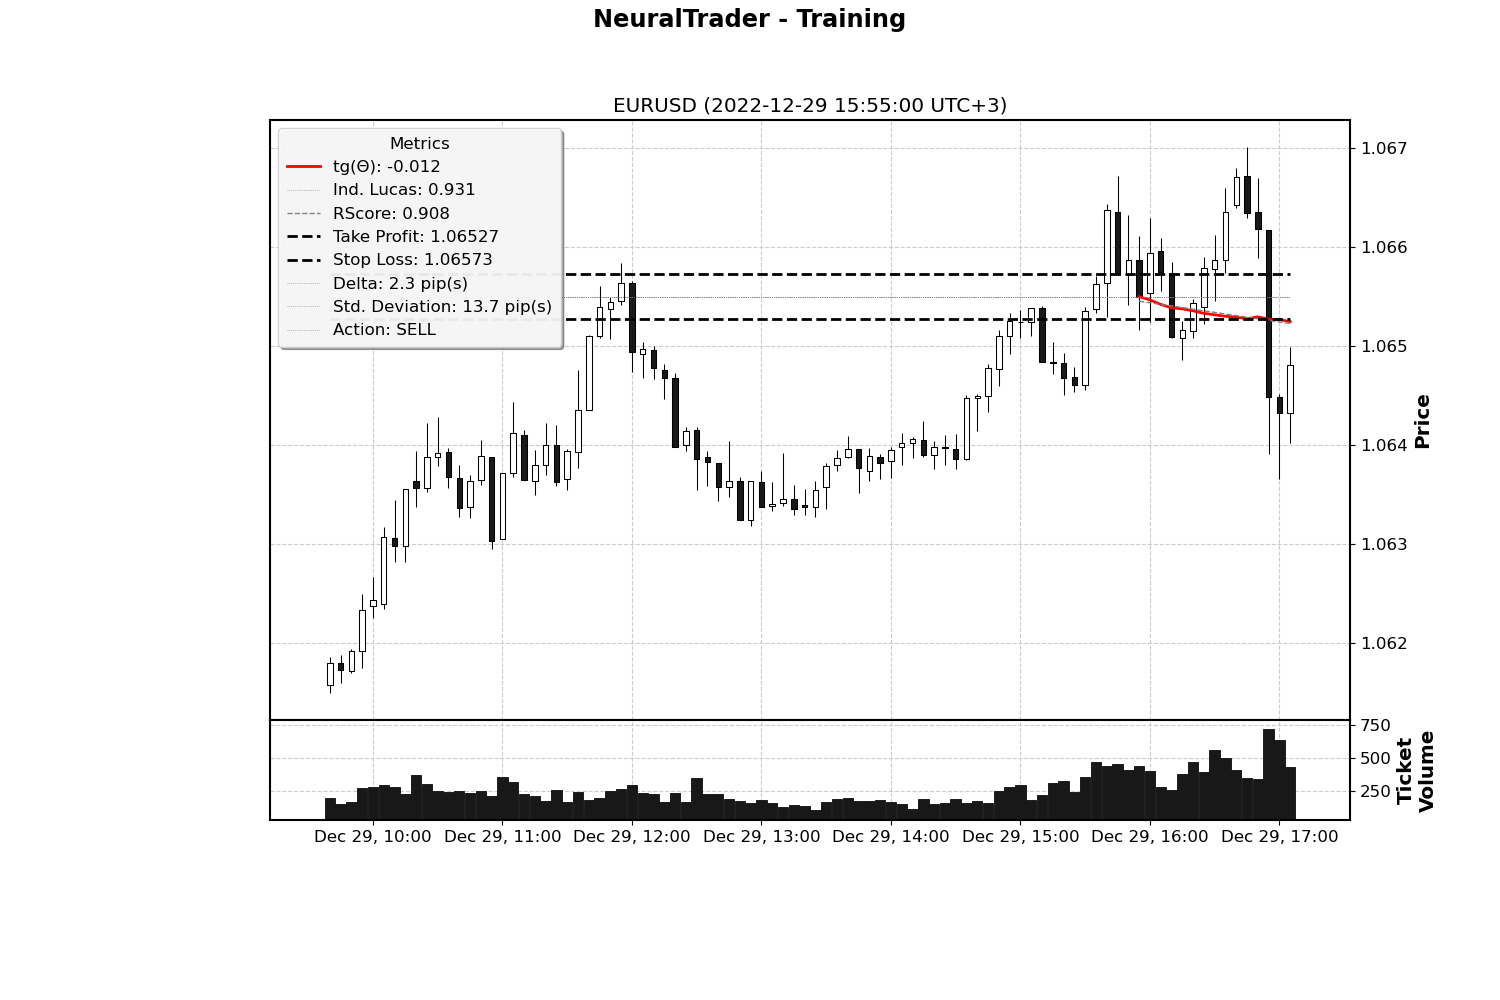 NeuralTrader - Training
EURUSD (2022-12-29 15:55:00 UTC+3)
Metrics
tg(Θ): -0.012
Ind. Lucas: 0.931
RScore: 0.908
Take Profit: 1.06527
Stop Loss: 1.06573
Delta: 2.3 pip(s)
Std. Deviation: 13.7 pip(s)
Action: SELL
1.067
1.066
1.065
1.064
1.063
1.062
Price
750
500
250
Ticket
Volume
Dec 29, 10:00 Dec 29, 11:00 Dec 29, 12:00 Dec 29, 13:00 Dec 29, 14:00 Dec 29, 15:00 Dec 29, 16:00 Dec 29, 17:00